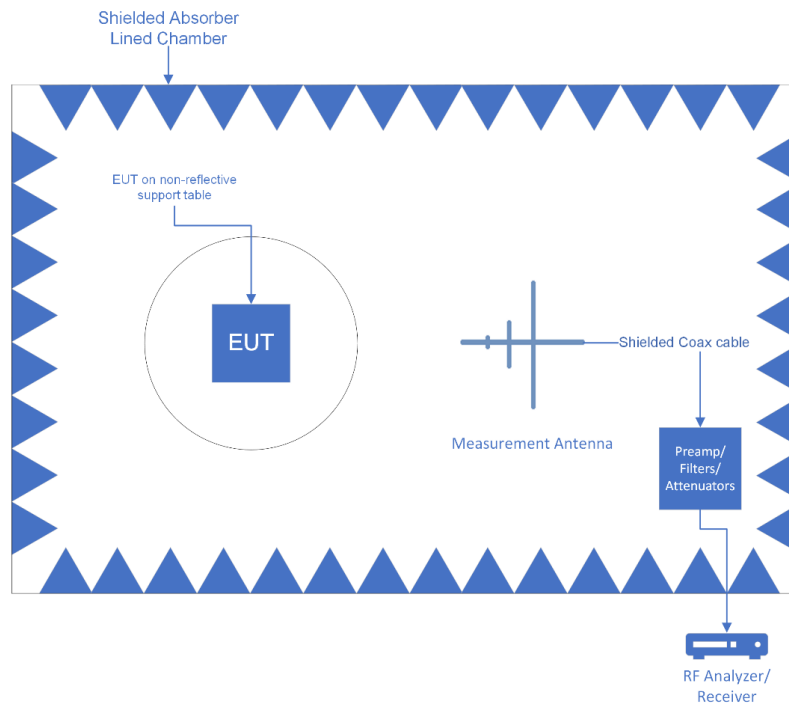 Shielded Absorber
Lined Chamber
EUT on non-reflective
support table
EUT
Shielded Coax cable
Measurement Antenna
Preamp/
Filters/
Attenuators
RF Analyzer/
Receiver